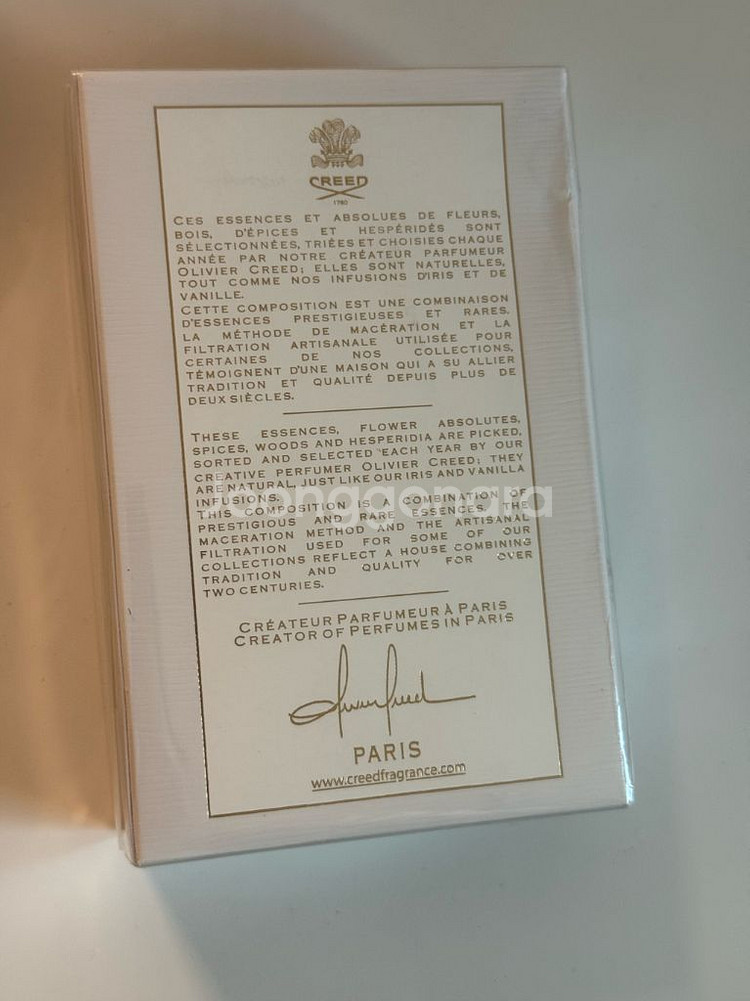 CREED
1760
CES ESSENCES ET ABSOLUES DE FLEURS,
BOIS, D'ÉPICES ET HESPÉRIDÉS SONT
SÉLECTIONNÉES, TRIÉES ET CHOISIES CHAQUE
ANNÉE PAR NOTRE CRÉATEUR PARFUMEUR
OLIVIER CREED; ELLES SONT NATURELLES,
TOUT COMME NOS INFUSIONS D'IRIS ET DE
VANILLE.
CETTE COMPOSITION EST UNE COMBINAISON
D'ESSENCES PRESTIGIEUSES ET RARES.
LA MÉTHODE DE MACÉRATION ET LA
FILTRATION ARTISANALE UTILISÉE POUR
CERTAINES DE NOS COLLECTIONS,
TÉMOIGNENT D'UNE MAISON QUI A SU ALLIER
TRADITION ET QUALITÉ DEPUIS PLUS DE
DEUX SIÈCLES.
THESE ESSENCES, FLOWER ABSOLUTES,
SPICES, WOODS AND HESPERIDIA ARE PICKED,
SORTED AND SELECTED EACH YEAR BY OUR
CREATIVE PERFUMER OLIVIER CREED; THEY
ARE NATURAL, JUST LIKE OUR IRIS AND VANILLA
INFUSIONS.
THIS COMPOSITION IS A COMBINATION OF
PRESTIGIOUS AND RARE ESSENCES. THE
MACERATION METHOD AND THE ARTISANAL
FILTRATION USED FOR SOME OF OUR
COLLECTIONS REFLECT A HOUSE COMBINING
TRADITION AND QUALITY FOR OVER
TWO CENTURIES.
CRÉATEUR PARFUMEUR À PARIS
CREATOR OF PERFUMES IN PARIS
PARIS
www.creedfragrance.com